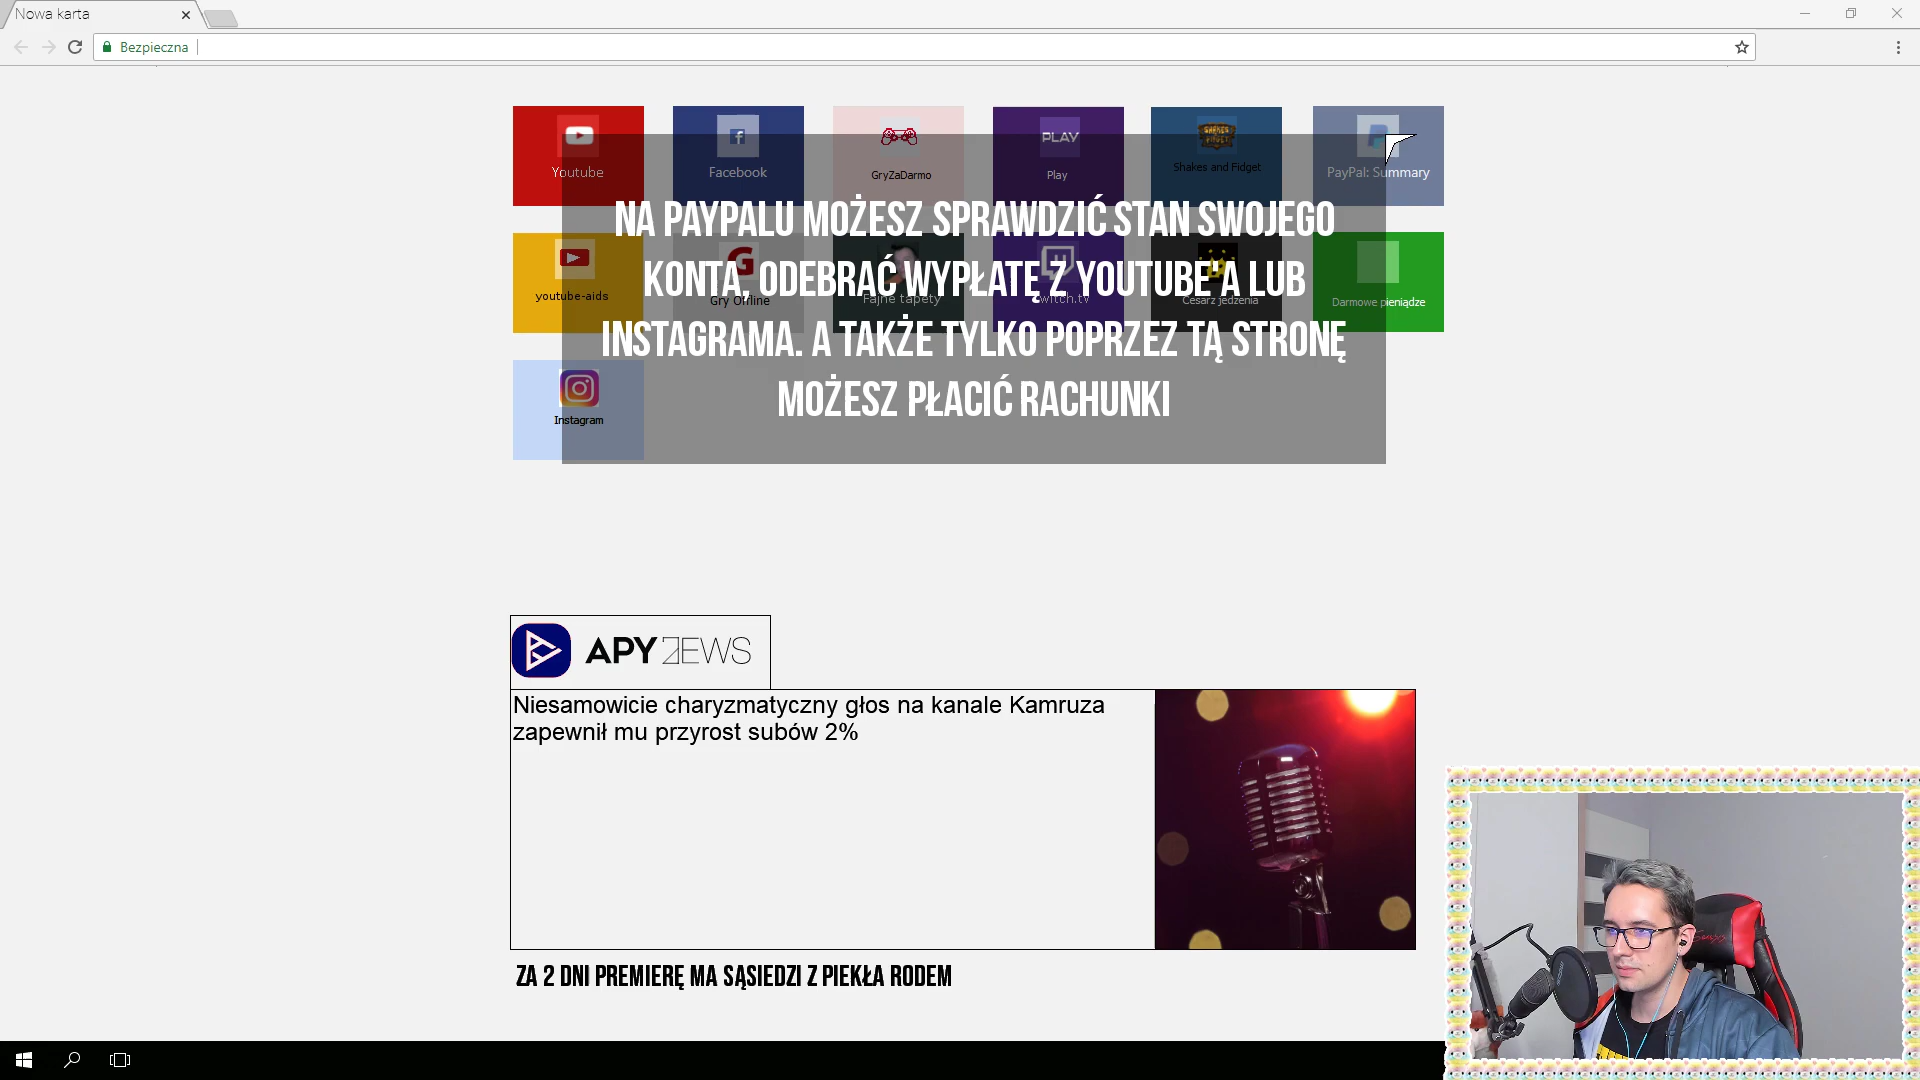 Nowa karta
Bezpieczna
Youtube
Facebook
GryZaDarmo
PLAY
Play
Shakes and Fidget
PayPal: Summary
NA PAYPALU MOŻESZ SPRAWDZIĆ STAN SWOJEGO
KONTA, ODEBRAĆ WYPŁATĘ Z YOUTUBE'A LUB
INSTAGRAMA. A TAKŻE TYLKO POPRZEZ TĄ STRONĘ
MOŻESZ PŁACIĆ RACHUNKI
youtube-aids
Gry Offline
Fajne tapety
twitch.tv
Cesarz jedzenia
Darmowe pieniądze
Instagram
APYZEWS
Niesamowicie charyzmatyczny głos na kanale Kamruza
zapewnił mu przyrost subów 2%
ZA 2 DNI PREMIERĘ MA SĄSIEDZI Z PIEKŁA RODEM